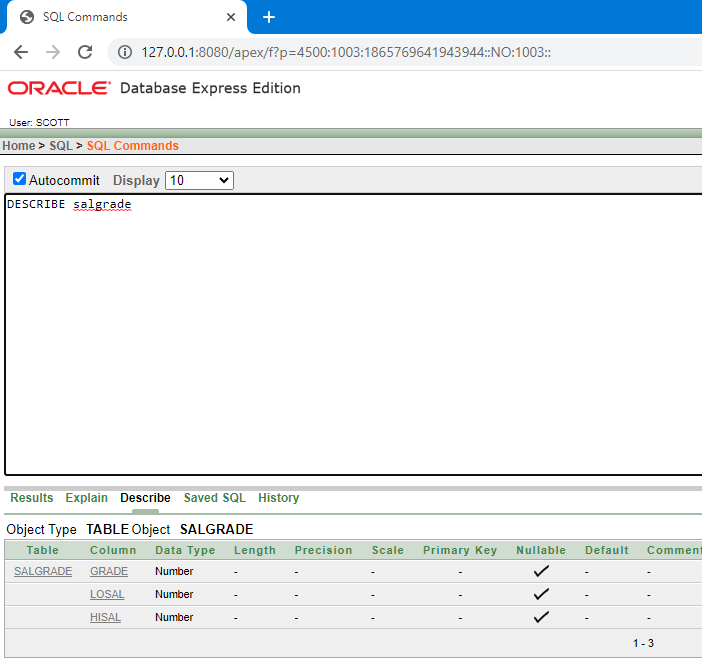 SQL Commands
127.0.0.1:8080/apex/f?p=4500:1003:1865769641943944::NO:1003::
ORACLE® Database Express Edition
User: SCOTT
Home > SQL > SQL Commands
Autocommit Display 10
DESCRIBE salgrade
Results Explain Describe Saved SQL History
Object Type TABLE Object SALGRADE
Table Column Data Type Length Precision Scale Primary Key Nullable Default Comment
SALGRADE GRADE Number - - - - - -
LOSAL Number - - - - - -
HISAL Number - - - - - -
1 - 3